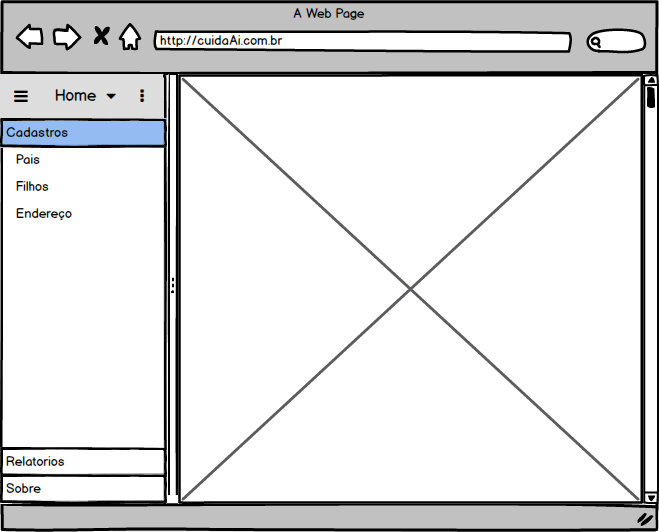 A Web Page
http://cuidaAi.com.br
Home
Cadastros
Pais
Filhos
Endereço
Relatorios
Sobre